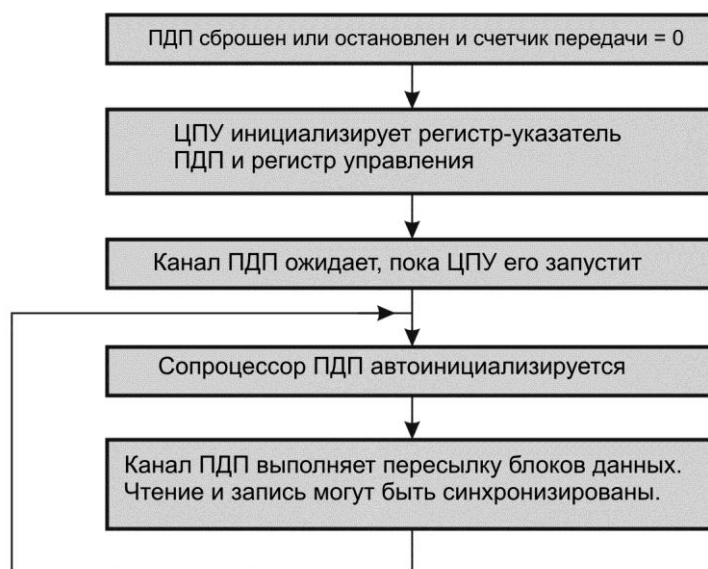 ПДП сброшен или остановлен и счетчик передачи = 0
ЦПУ инициализирует регистр-указатель
ПДП и регистр управления
Канал ПДП ожидает, пока ЦПУ его запустит
Сопроцессор ПДП автоинициализируется
Канал ПДП выполняет пересылку блоков данных.
Чтение и запись могут быть синхронизированы.